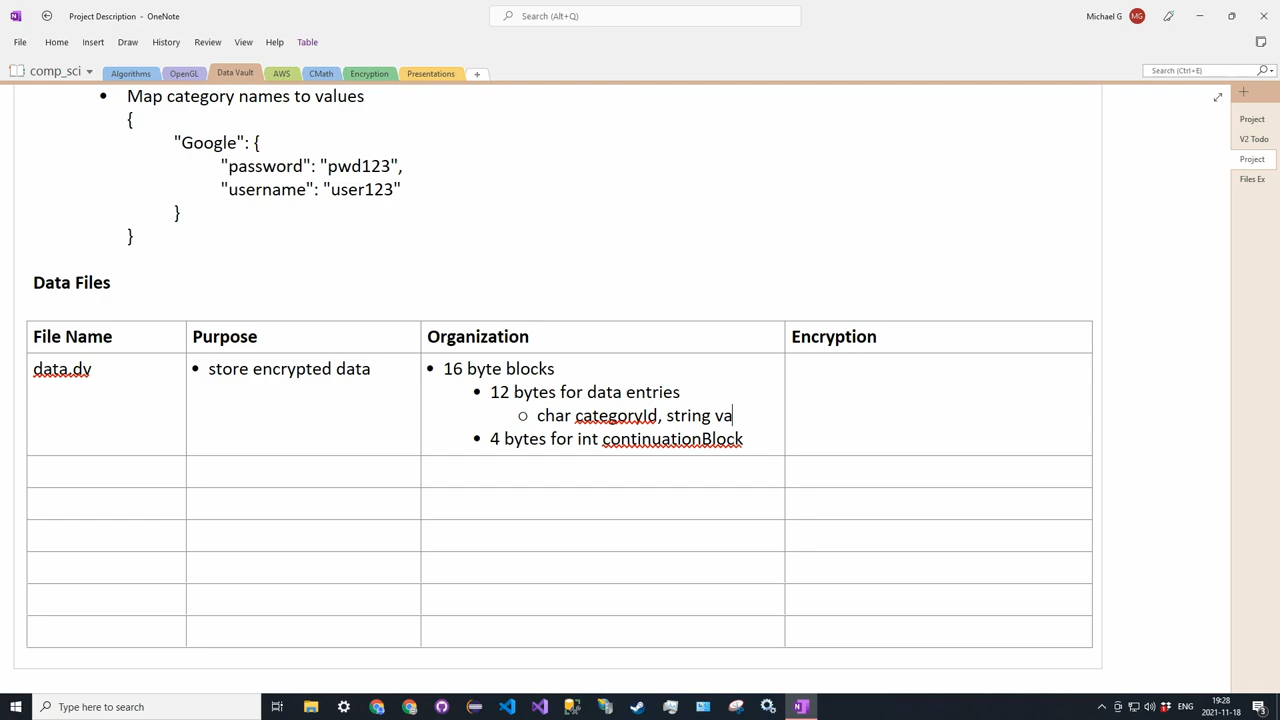 Project Description - OneNote
Search (Alt+Q)
Michael G
MG
File
Home
Insert
Draw
History
Review
View
Help
Table
comp_sci
Algorithms
OpenGL
Data Vault
AWS
CMath
Encryption
Presentations
+
Search (Ctrl+E)
• Map category names to values
{
"Google": {
"password": "pwd123",
"username": "user123"
}
}
Data Files
File Name
Purpose
Organization
Encryption
data.dv
• store encrypted data
• 16 byte blocks
• 12 bytes for data entries
○ char categoryId, string va
• 4 bytes for int continuationBlock
Project
V2 Todo
Project
Files Ex
Type here to search
ENG
19:28
2021-11-18